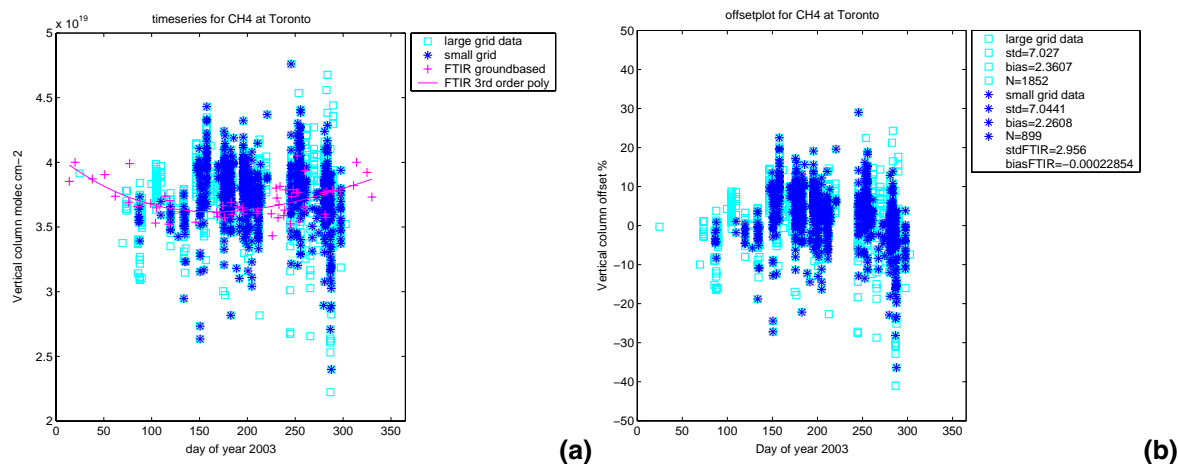 timeseries for CH4 at Toronto
x 10^19
5
4.5
4
3.5
3
2.5
2
0 50 100 150 200 250 300 350
day of year 2003
Vertical column molec cm−2
large grid data
small grid
FTIR groundbased
FTIR 3rd order poly
(a)
offsetplot for CH4 at Toronto
50
40
30
20
10
0
−10
−20
−30
−40
−50
0 50 100 150 200 250 300 350
Day of year 2003
Vertical column offset %
large grid data
std=7.027
bias=2.3607
N=1852
small grid data
std=7.0441
bias=2.2608
N=899
stdFTIR=2.956
biasFTIR=−0.00022854
(b)